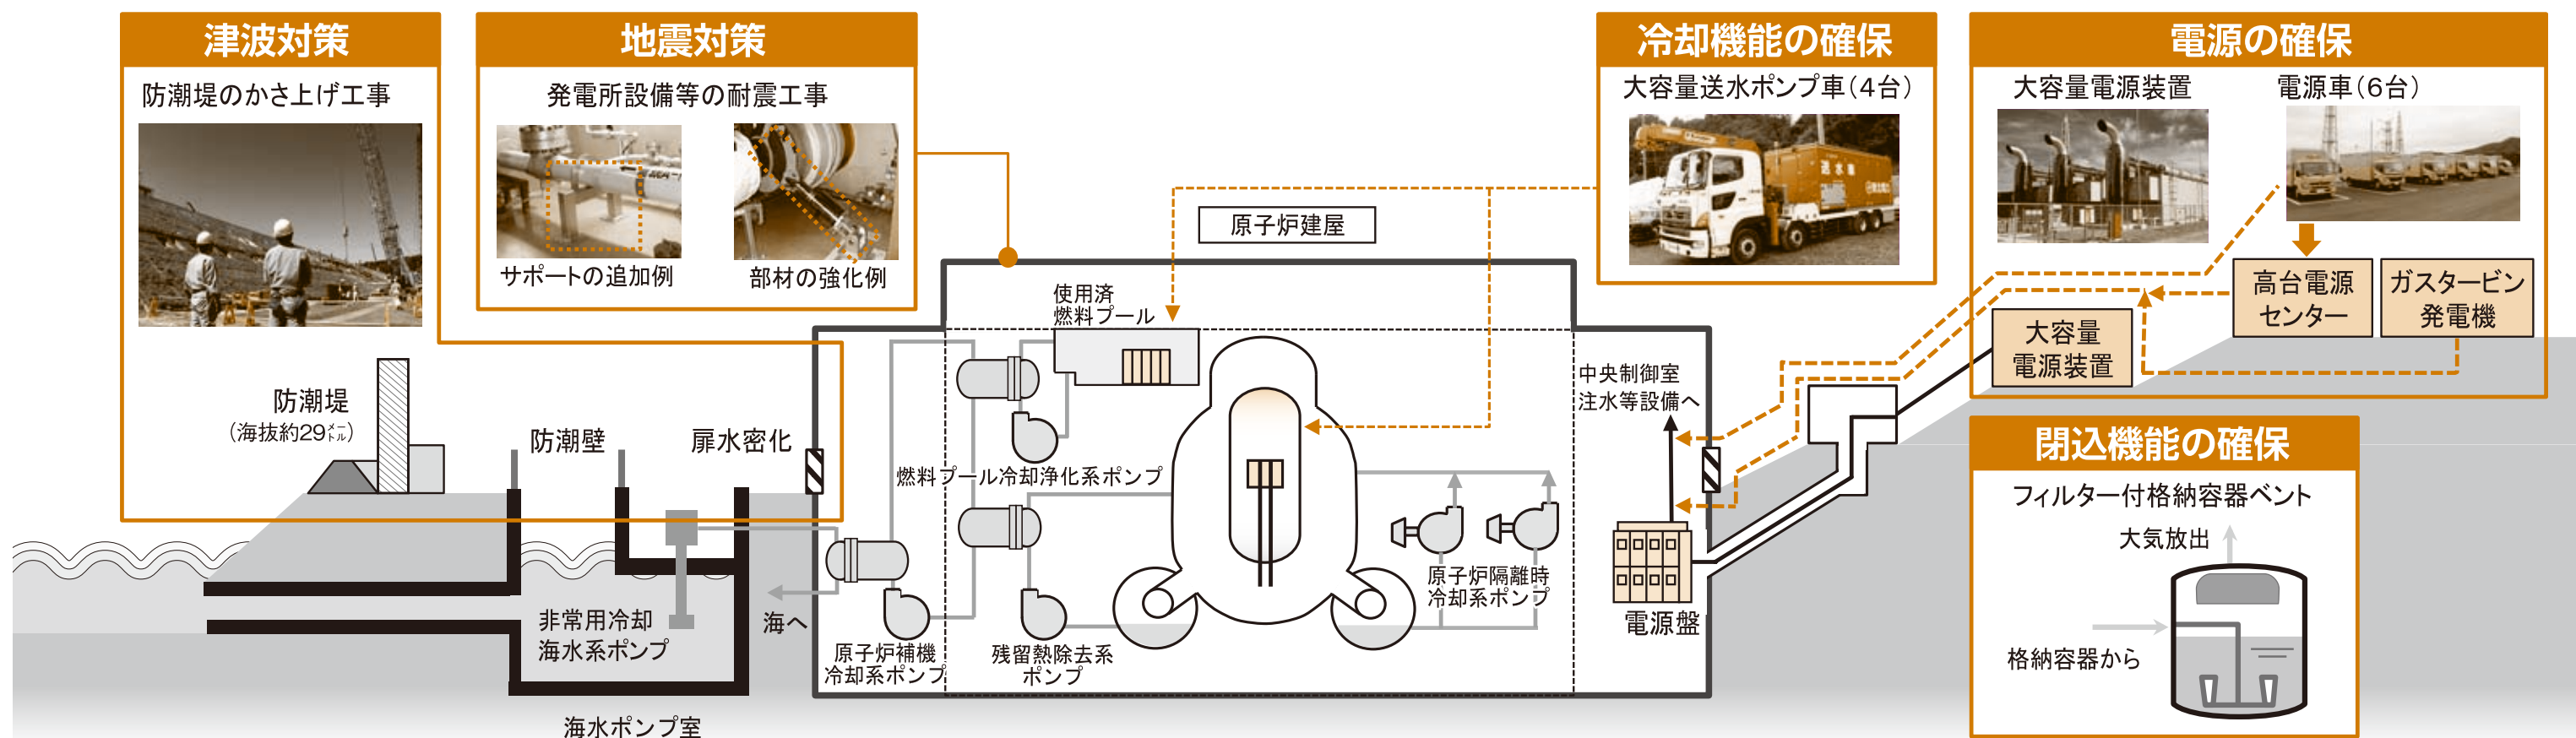 津波対策
防潮堤のかさ上げ工事
防潮堤
(海抜約29メートル)
防潮壁
扉水密化
地震対策
発電所設備等の耐震工事
サポートの追加例
部材の強化例
冷却機能の確保
大容量送水ポンプ車(4台)
送水車
電源の確保
大容量電源装置
電源車(6台)
高台電源
センター
ガスタービン
発電機
大容量
電源装置
原子炉建屋
使用済
燃料プール
燃料プール冷却浄化系ポンプ
中央制御室
注水等設備へ
原子炉隔離時
冷却系ポンプ
電源盤
非常用冷却
海水系ポンプ
海へ
原子炉補機
冷却系ポンプ
残留熱除去系
ポンプ
海水ポンプ室
閉込機能の確保
フィルター付格納容器ベント
大気放出
格納容器から